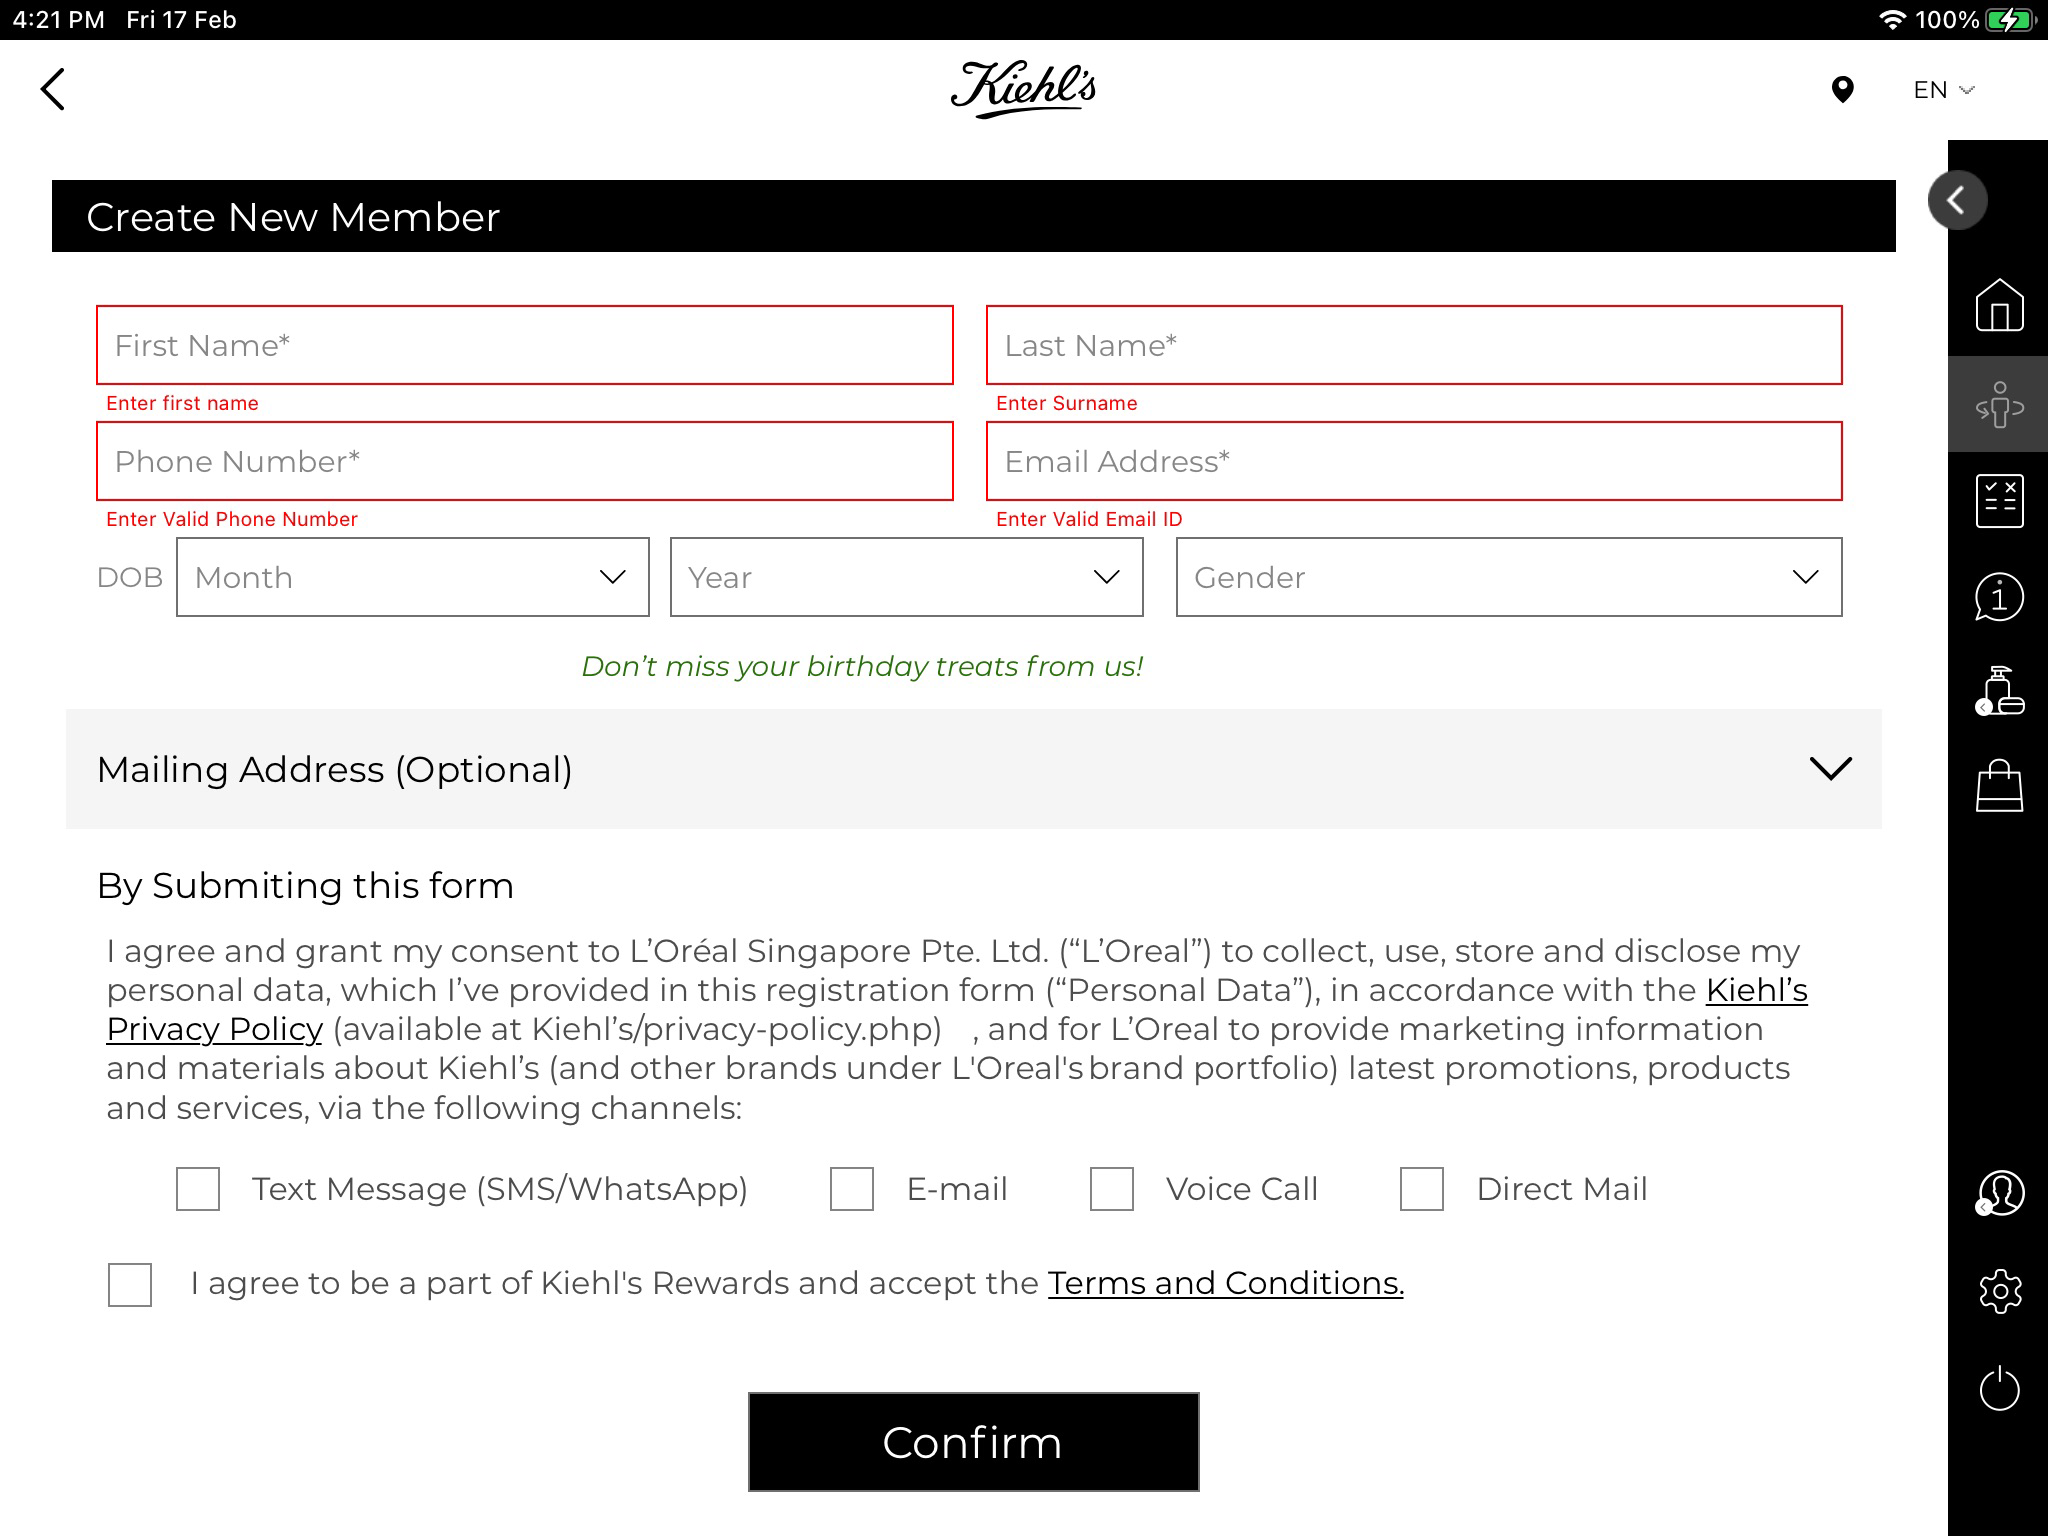 4:21 PM Fri 17 Feb 100%
Kiehl's
EN
Create New Member
First Name* Last Name*
Enter first name Enter Surname
Phone Number* Email Address*
Enter Valid Phone Number Enter Valid Email ID
DOB Month Year Gender
Don’t miss your birthday treats from us!
Mailing Address (Optional)
By Submiting this form
I agree and grant my consent to L’Oréal Singapore Pte. Ltd. (“L’Oreal”) to collect, use, store and disclose my
personal data, which I’ve provided in this registration form (“Personal Data”), in accordance with the Kiehl’s
Privacy Policy (available at Kiehl’s/privacy-policy.php) , and for L’Oreal to provide marketing information
and materials about Kiehl’s (and other brands under L'Oreal's brand portfolio) latest promotions, products
and services, via the following channels:
Text Message (SMS/WhatsApp) E-mail Voice Call Direct Mail
I agree to be a part of Kiehl's Rewards and accept the Terms and Conditions.
Confirm